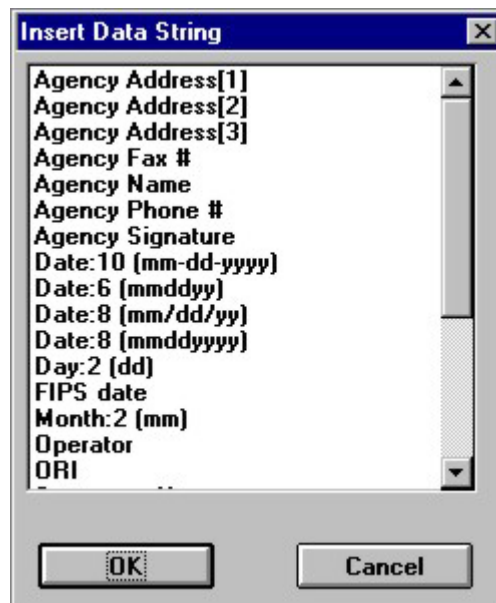 Insert Data String
Agency Address[1]
Agency Address[2]
Agency Address[3]
Agency Fax #
Agency Name
Agency Phone #
Agency Signature
Date:10 (mm-dd-yyyy)
Date:6 (mmddyy)
Date:8 (mm/dd/yy)
Date:8 (mmddyyyy)
Day:2 (dd)
FIPS date
Month:2 (mm)
Operator
ORI
OK
Cancel